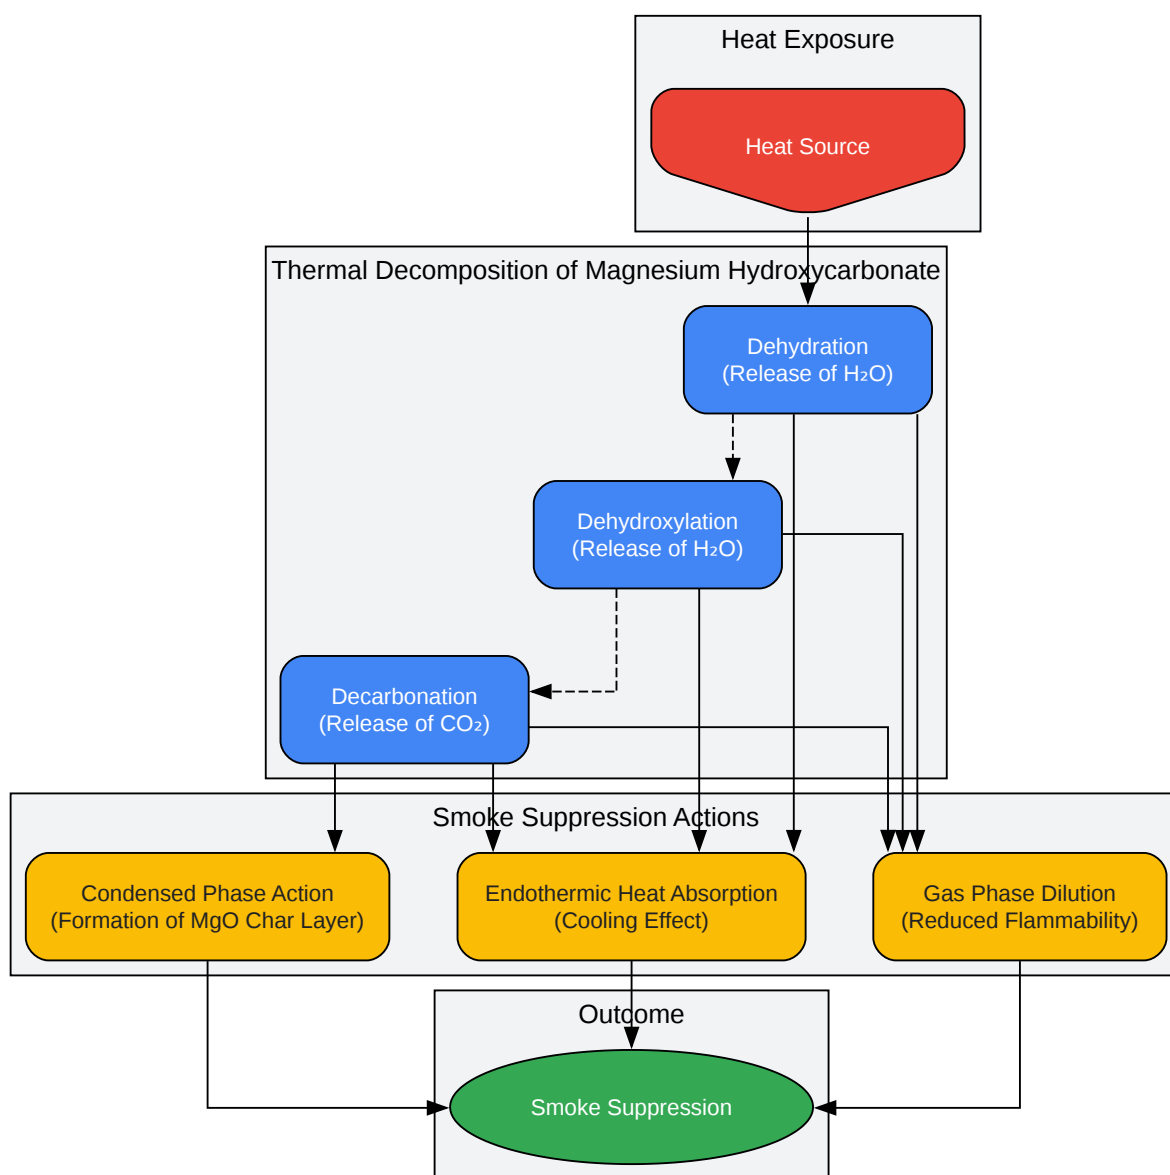 Heat Exposure
Heat Source
Thermal Decomposition of Magnesium Hydroxycarbonate
Dehydration
(Release of H₂O)
Dehydroxylation
(Release of H₂O)
Decarbonation
(Release of CO₂)
Smoke Suppression Actions
Condensed Phase Action
(Formation of MgO Char Layer)
Endothermic Heat Absorption
(Cooling Effect)
Gas Phase Dilution
(Reduced Flammability)
Outcome
Smoke Suppression